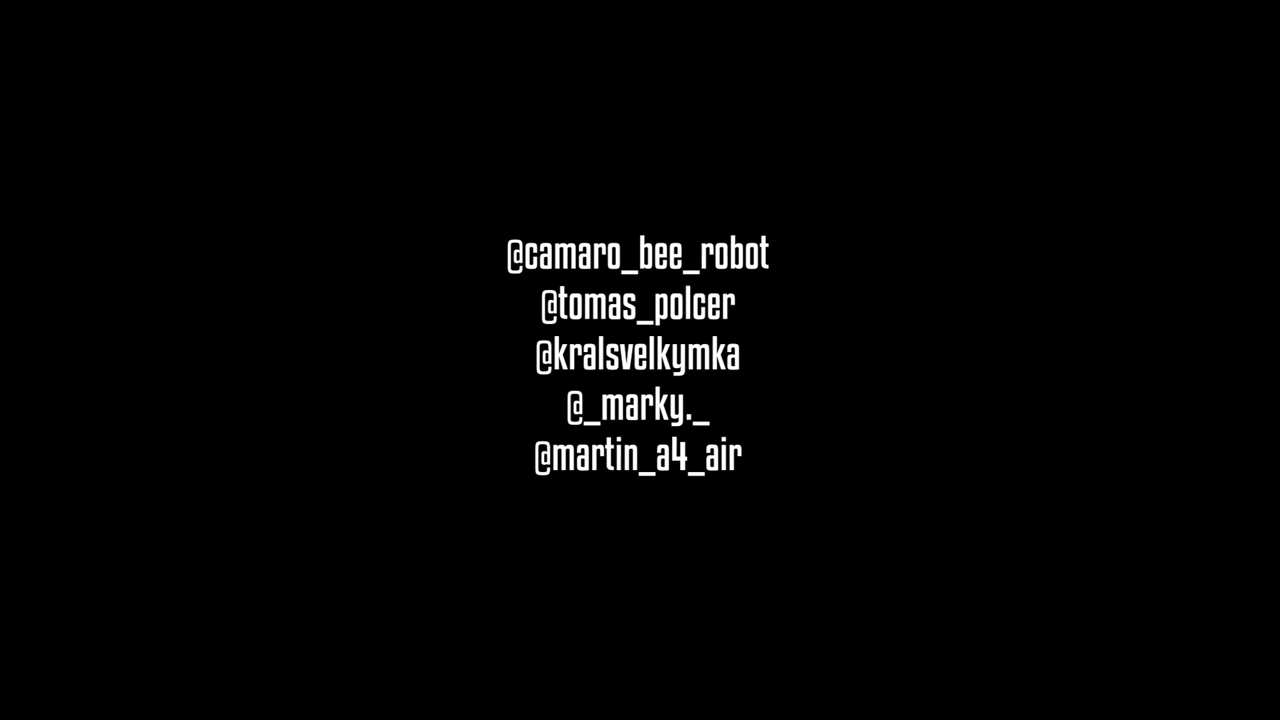 @camaro_bee_robot
@tomas_polcer
@kralsvelkymka
@_marky._
@martin_a4_air